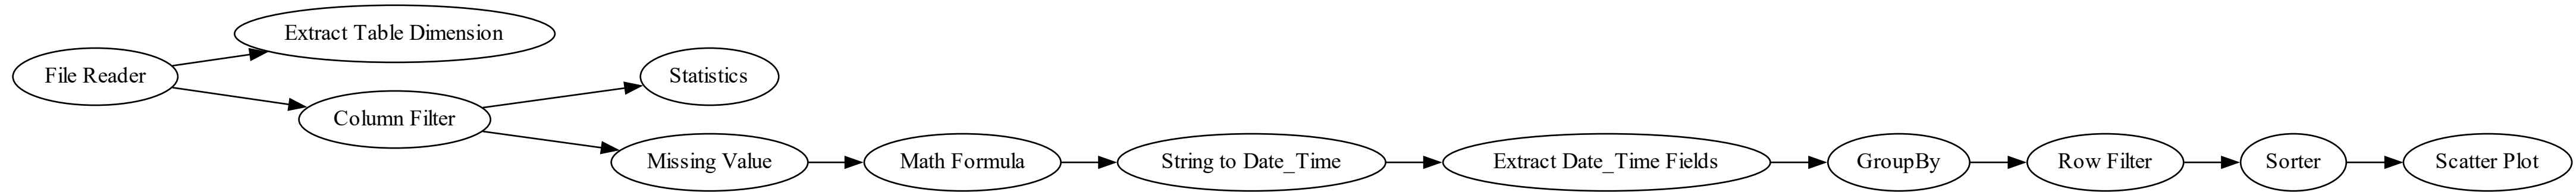 Extract Table Dimension
File Reader
Statistics
Column Filter
Missing Value
Math Formula
String to Date_Time
Extract Date_Time Fields
GroupBy
Row Filter
Sorter
Scatter Plot